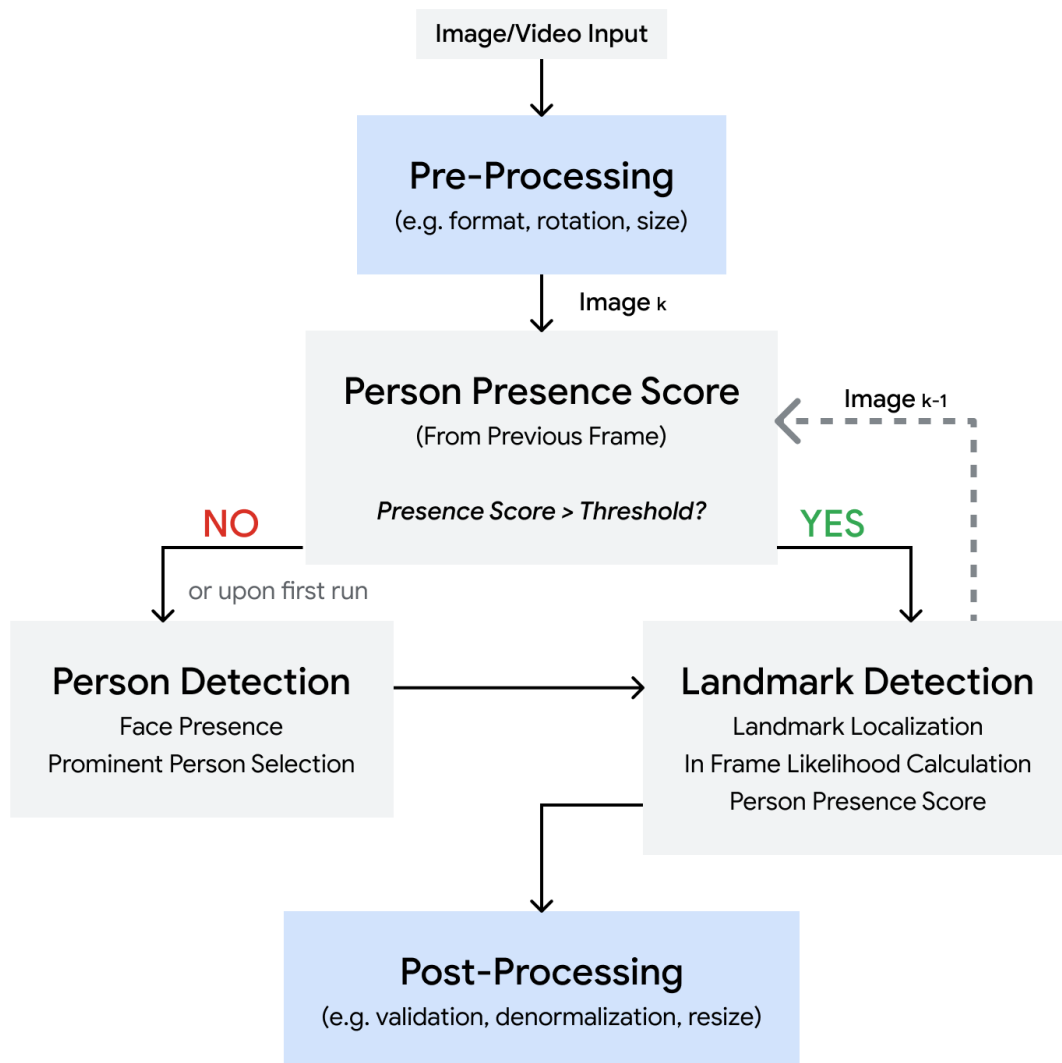 Image/Video Input
Pre-Processing
(e.g. format, rotation, size)
Image k
Person Presence Score
(From Previous Frame)
Image k-1
Presence Score > Threshold?
NO
YES
or upon first run
Person Detection
Face Presence
Prominent Person Selection
Landmark Detection
Landmark Localization
In Frame Likelihood Calculation
Person Presence Score
Post-Processing
(e.g. validation, denormalization, resize)